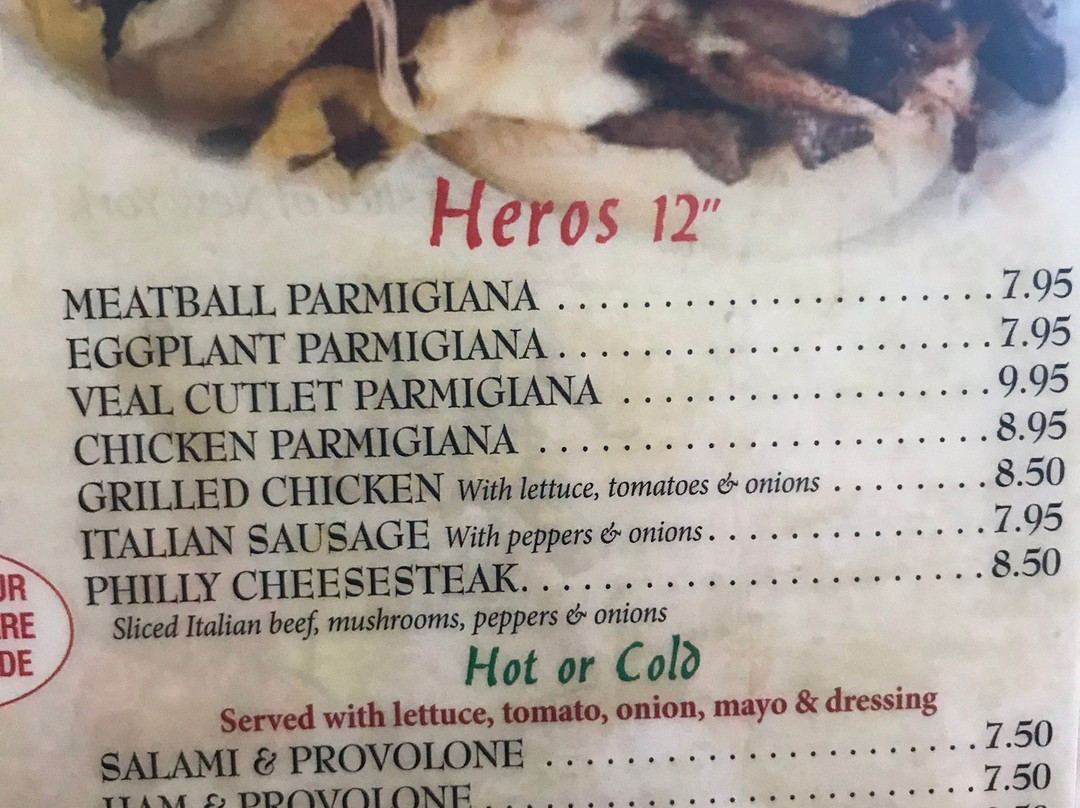 Heros 12"
MEATBALL PARMIGIANA ........................ 7.95
EGGPLANT PARMIGIANA ........................ 7.95
VEAL CUTLET PARMIGIANA .................... 9.95
CHICKEN PARMIGIANA ......................... 8.95
GRILLED CHICKEN With lettuce, tomatoes & onions ........ 8.50
ITALIAN SAUSAGE With peppers & onions ............... 7.95
PHILLY CHEESESTEAK ......................... 8.50
Sliced Italian beef, mushrooms, peppers & onions
Hot or Cold
Served with lettuce, tomato, onion, mayo & dressing
SALAMI & PROVOLONE ........................ 7.50
HAM & PROVOLONE ........................... 7.50